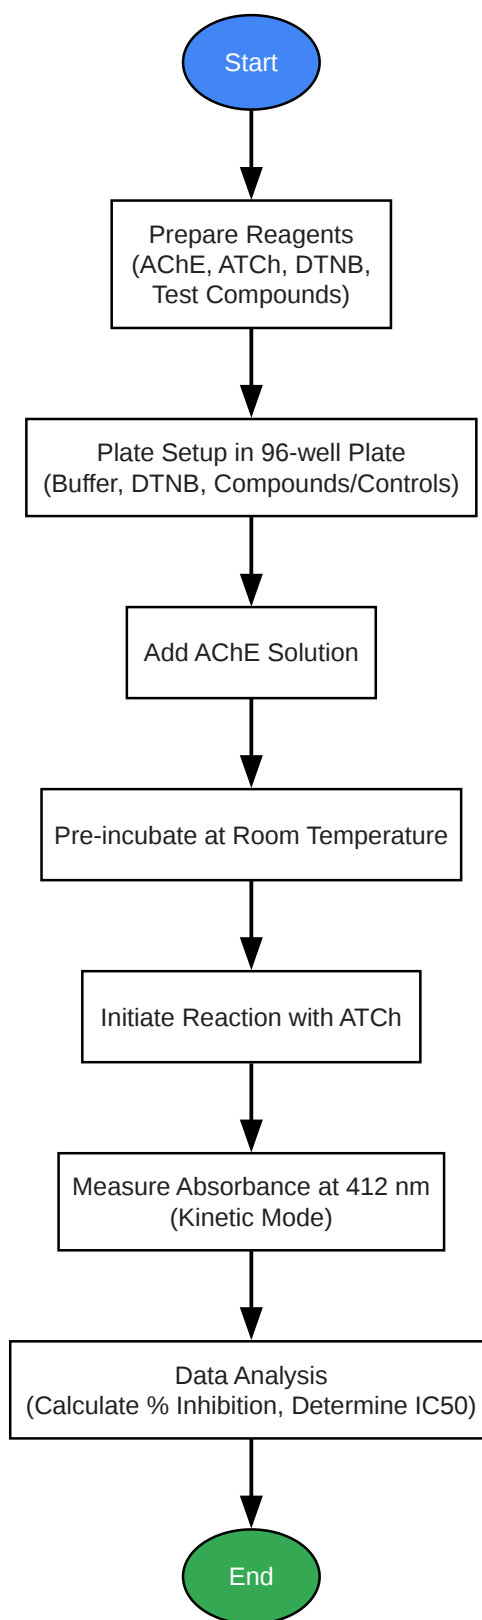 Start
Prepare Reagents
(AChE, ATCh, DTNB,
Test Compounds)
Plate Setup in 96-well Plate
(Buffer, DTNB, Compounds/Controls)
Add AChE Solution
Pre-incubate at Room Temperature
Initiate Reaction with ATCh
Measure Absorbance at 412 nm
(Kinetic Mode)
Data Analysis
(Calculate % Inhibition, Determine IC50)
End